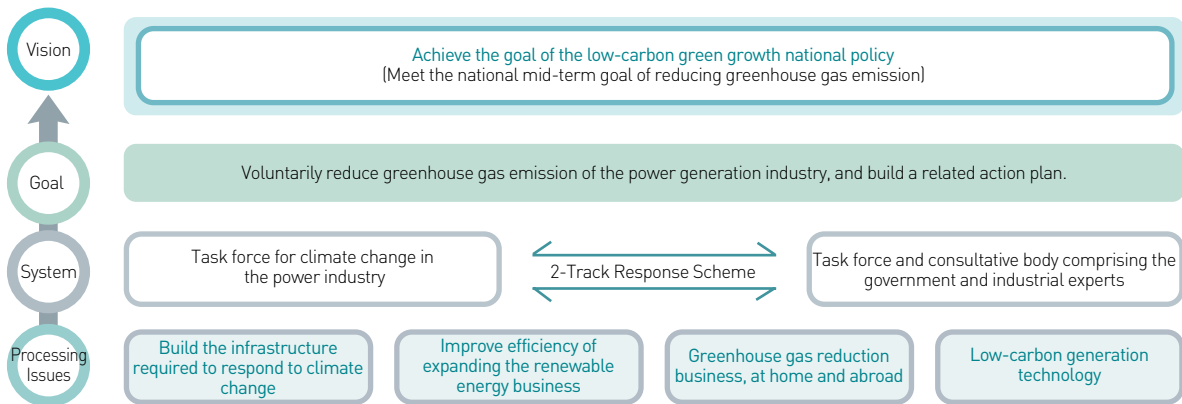 Vision
Achieve the goal of the low-carbon green growth national policy
(Meet the national mid-term goal of reducing greenhouse gas emission)
Goal
Voluntarily reduce greenhouse gas emission of the power generation industry, and build a related action plan.
System
Task force for climate change in
the power industry
2-Track Response Scheme
Task force and consultative body comprising the
government and industrial experts
Processing
Issues
Build the infrastructure
required to respond to climate
change
Improve efficiency of
expanding the renewable
energy business
Greenhouse gas reduction
business, at home and abroad
Low-carbon generation
technology